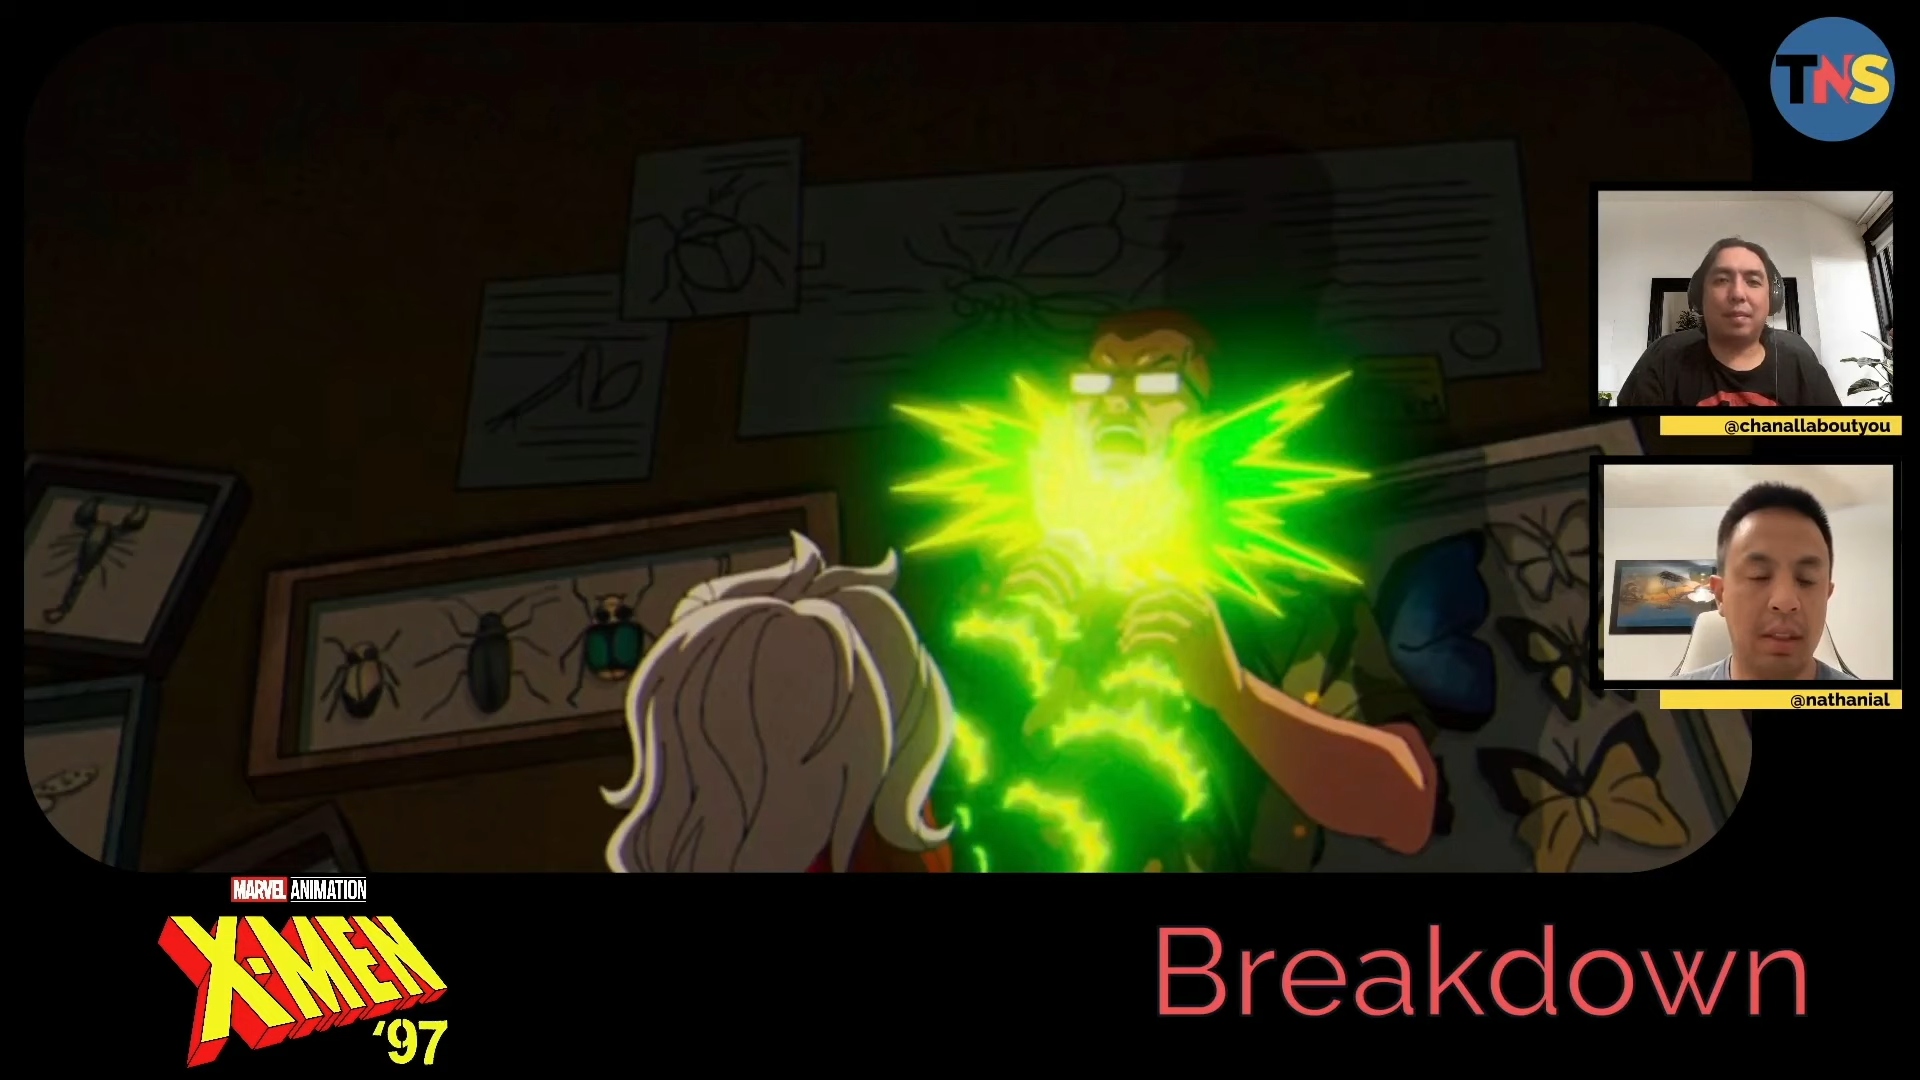 TNS
@chanallaboutyou
@nathanial
MARVEL ANIMATION
X-MEN
'97
Breakdown